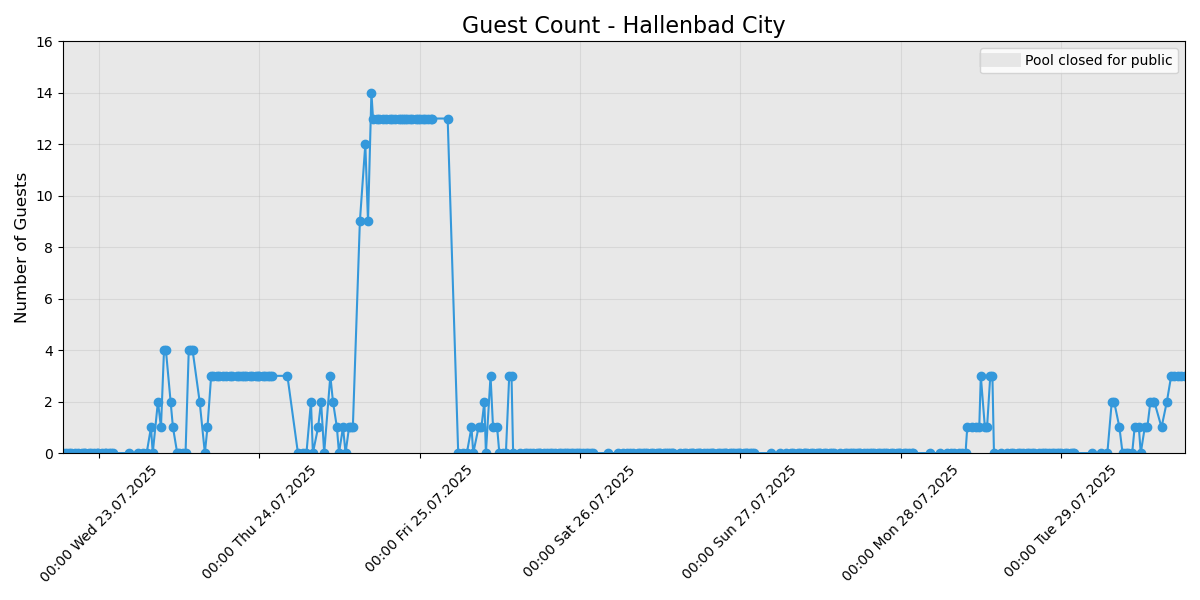 Guest Count - Hallenbad City
Pool closed for public
Number of Guests
16
14
12
10
8
6
4
2
0
00:00 Wed 23.07.2025
00:00 Thu 24.07.2025
00:00 Fri 25.07.2025
00:00 Sat 26.07.2025
00:00 Sun 27.07.2025
00:00 Mon 28.07.2025
00:00 Tue 29.07.2025